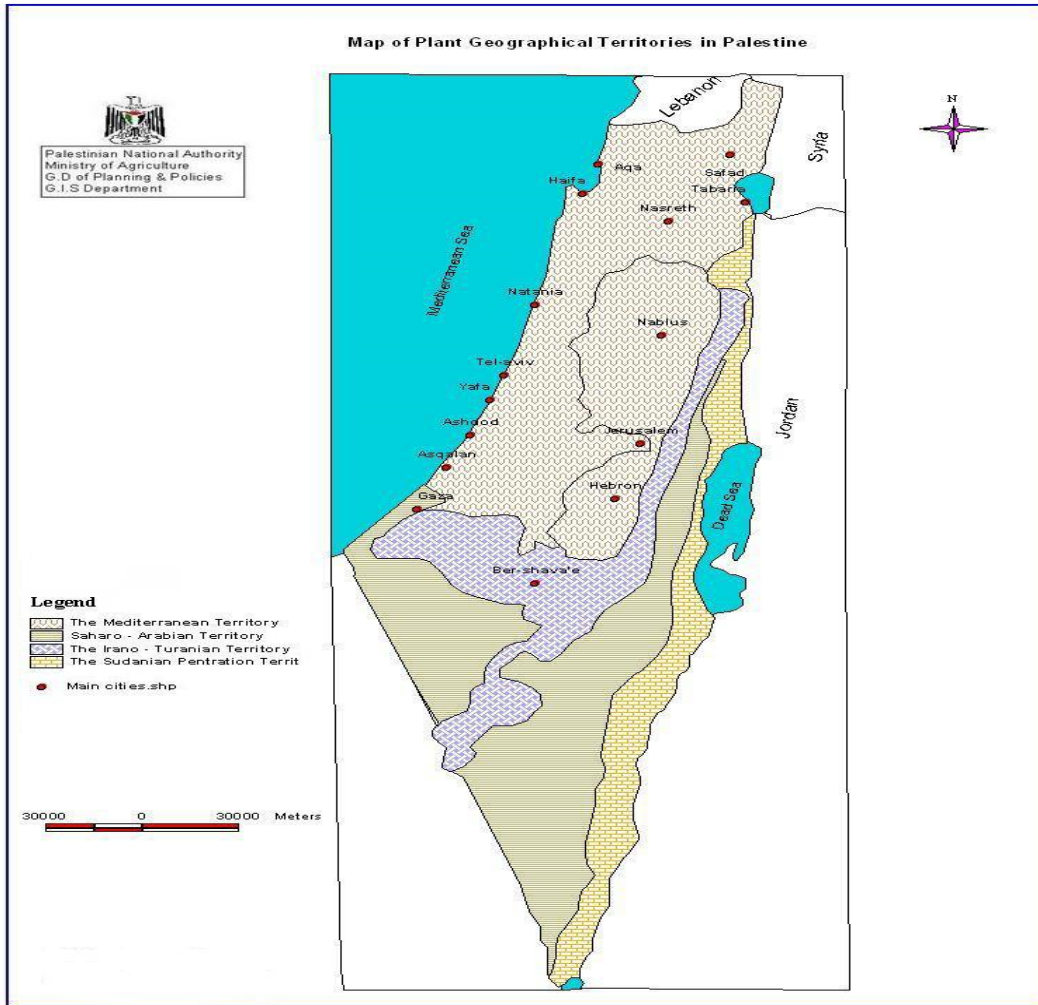 Map of Plant Geographical Territories in Palestine
Palestinian National Authority
Ministry of Agriculture
G.D of Planning & Policies
G.I.S Department
N
Lebanon
Syria
Aqa
Safad
Haifa
Tabaria
Nasreth
Mediterranean Sea
Natania
Nablus
Tel-aviv
Yafa
Jordan
Ashdod
Jerusalem
Asqalan
Gaza
Hebron
Dead Sea
Ber-shava'e
Legend
The Mediterranean Territory
Saharo - Arabian Territory
The Irano - Turanian Territory
The Sudanian Pentration Territ
Main cities.shp
30000 0 30000 Meters